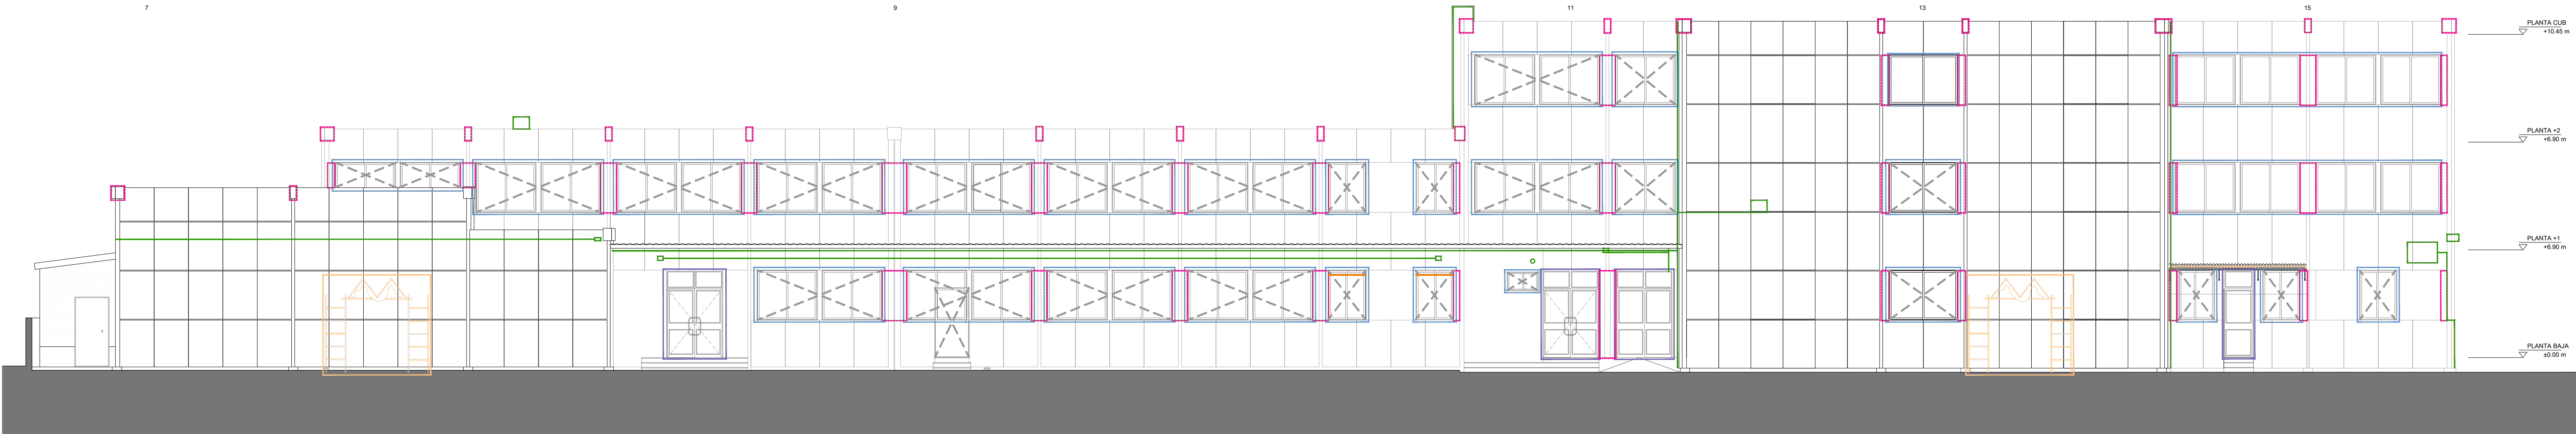 7
9
11
13
15
PLANTA CUB
+10.45 m
PLANTA +2
+6.90 m
PLANTA +1
+6.90 m
PLANTA BAJA
±0.00 m